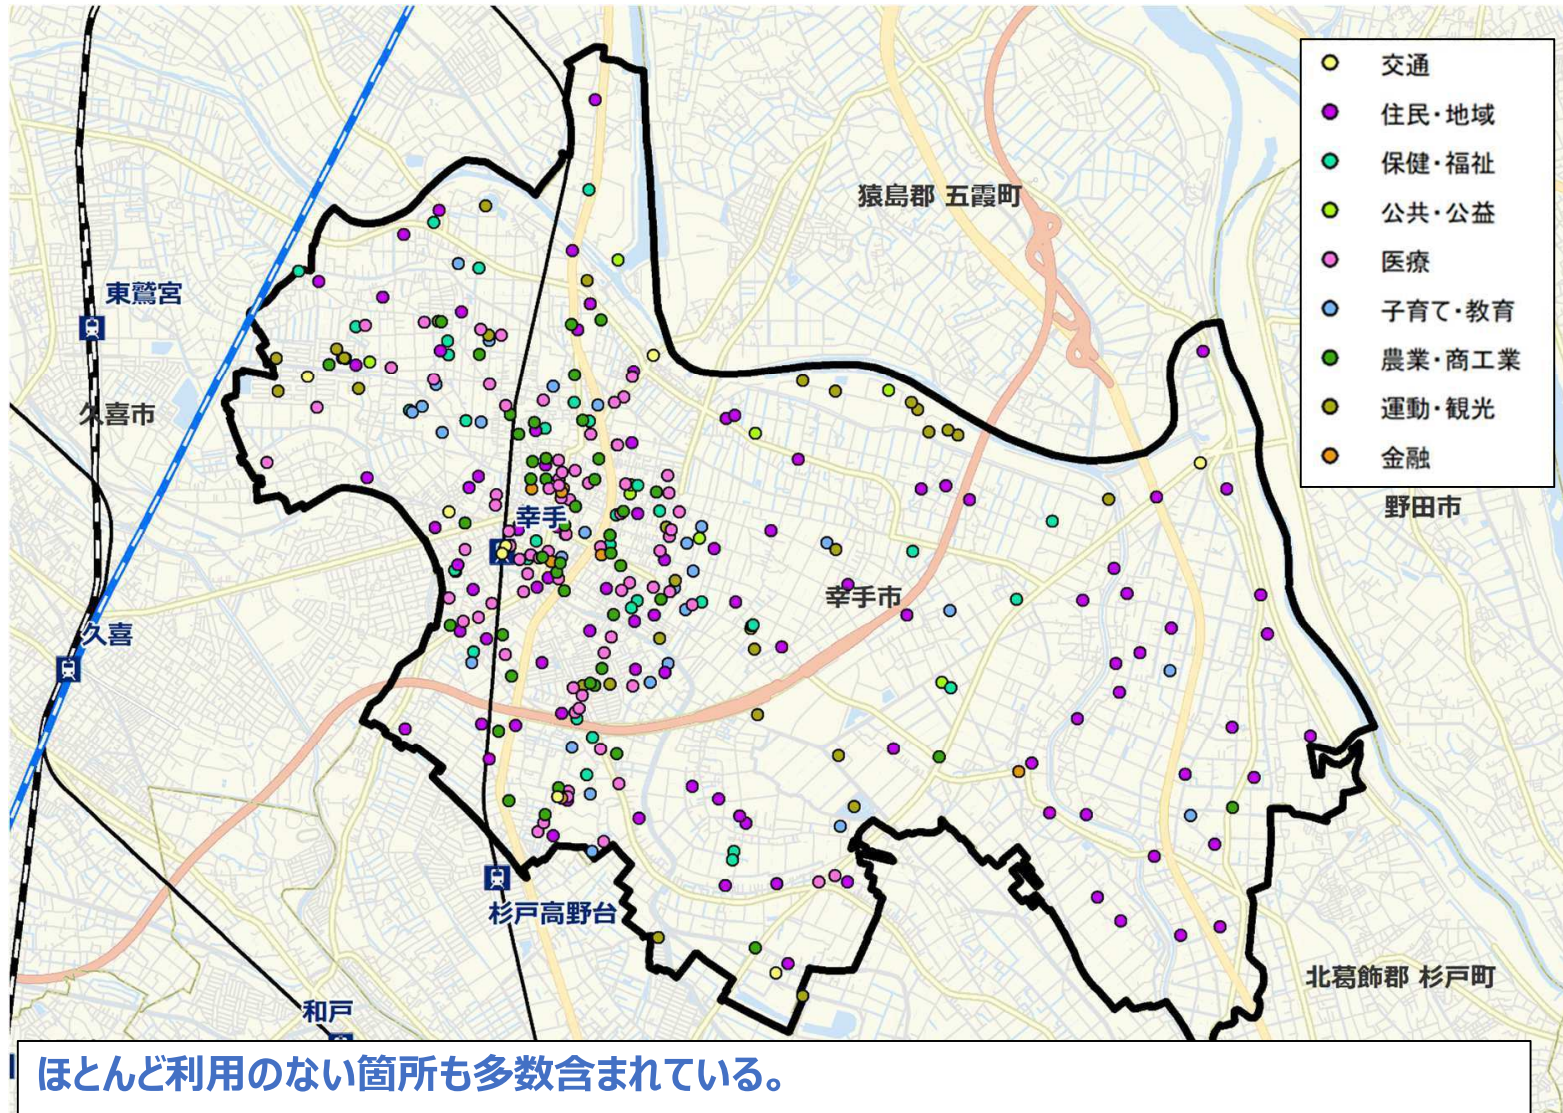 交通
住民・地域
保健・福祉
公共・公益
医療
子育て・教育
農業・商工業
運動・観光
金融
猿島郡 五霞町
東鷲宮
久喜市
野田市
幸手
幸手市
久喜
杉戸高野台
北葛飾郡 杉戸町
和戸
ほとんど利用のない箇所も多数含まれている。